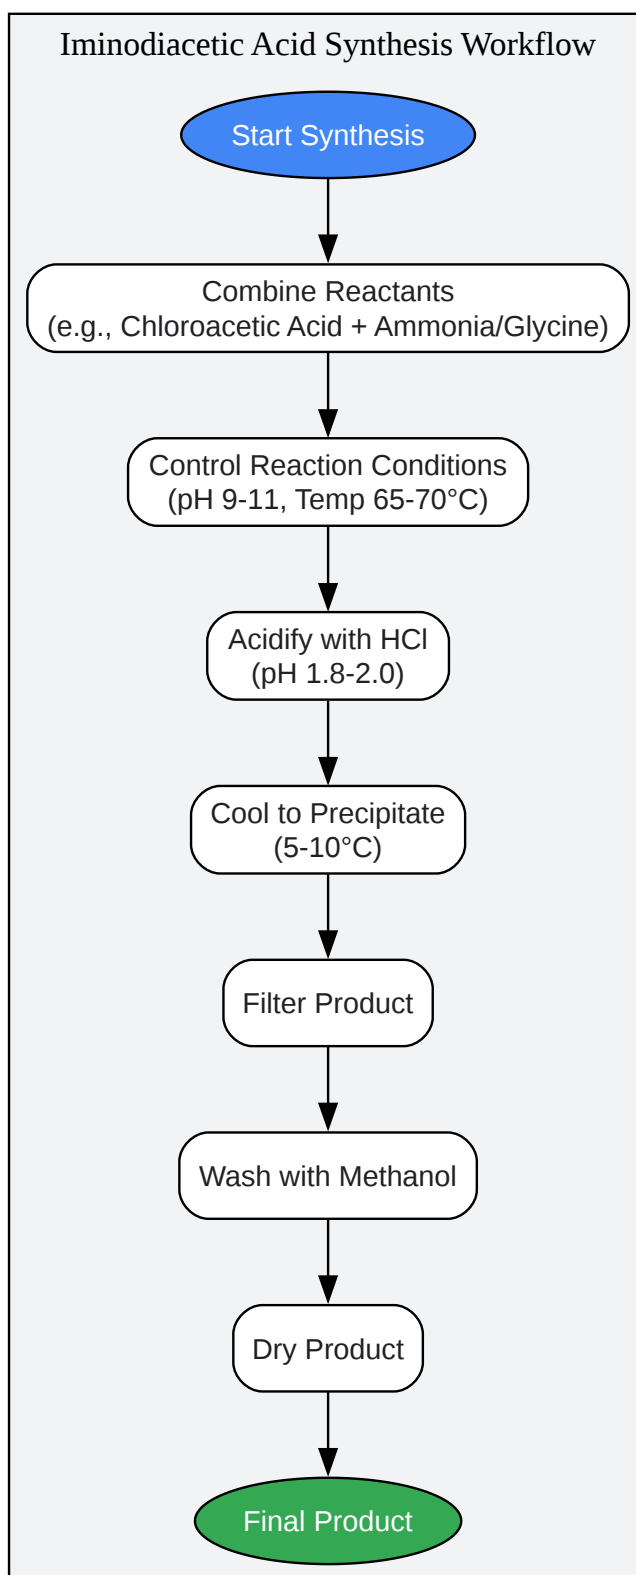 Iminodiacetic Acid Synthesis Workflow
Start Synthesis
Combine Reactants
(e.g., Chloroacetic Acid + Ammonia/Glycine)
Control Reaction Conditions
(pH 9-11, Temp 65-70°C)
Acidify with HCl
(pH 1.8-2.0)
Cool to Precipitate
(5-10°C)
Filter Product
Wash with Methanol
Dry Product
Final Product